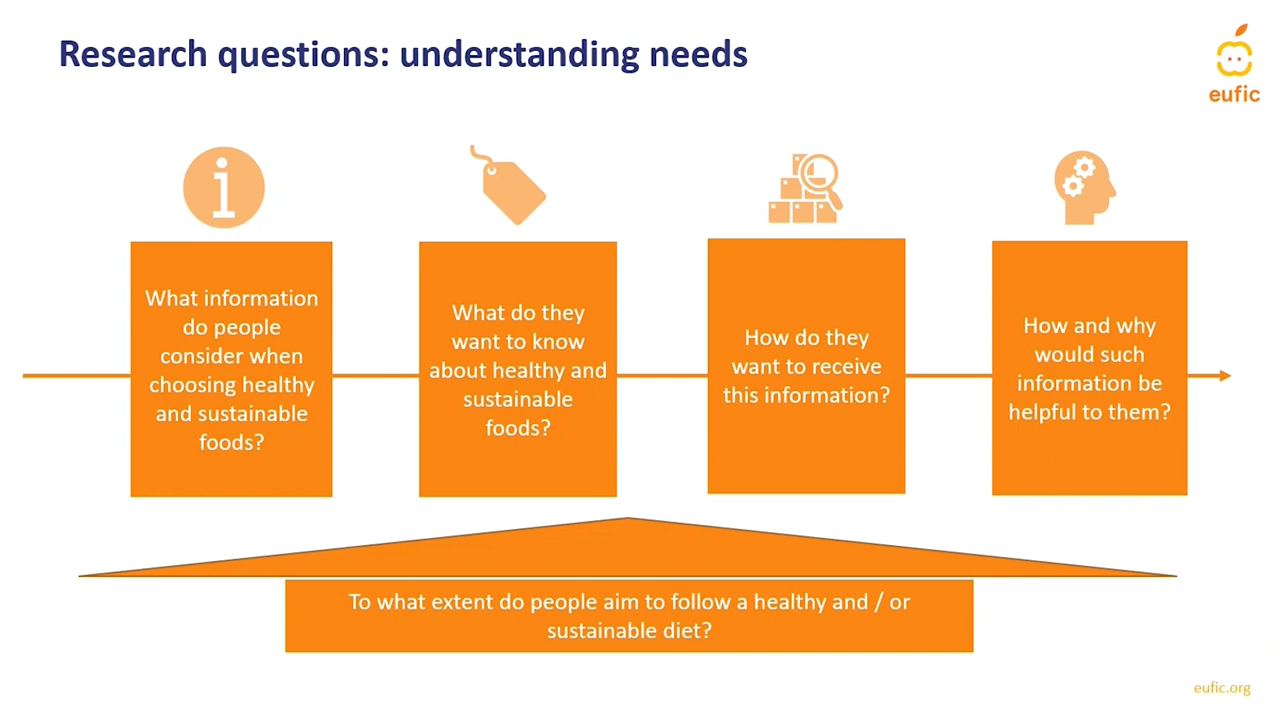 Research questions: understanding needs
eufic
What information
do people
consider when
choosing healthy
and sustainable
foods?
What do they
want to know
about healthy and
sustainable
foods?
How do they
want to receive
this information?
How and why
would such
information be
helpful to them?
To what extent do people aim to follow a healthy and / or
sustainable diet?
eufic.org